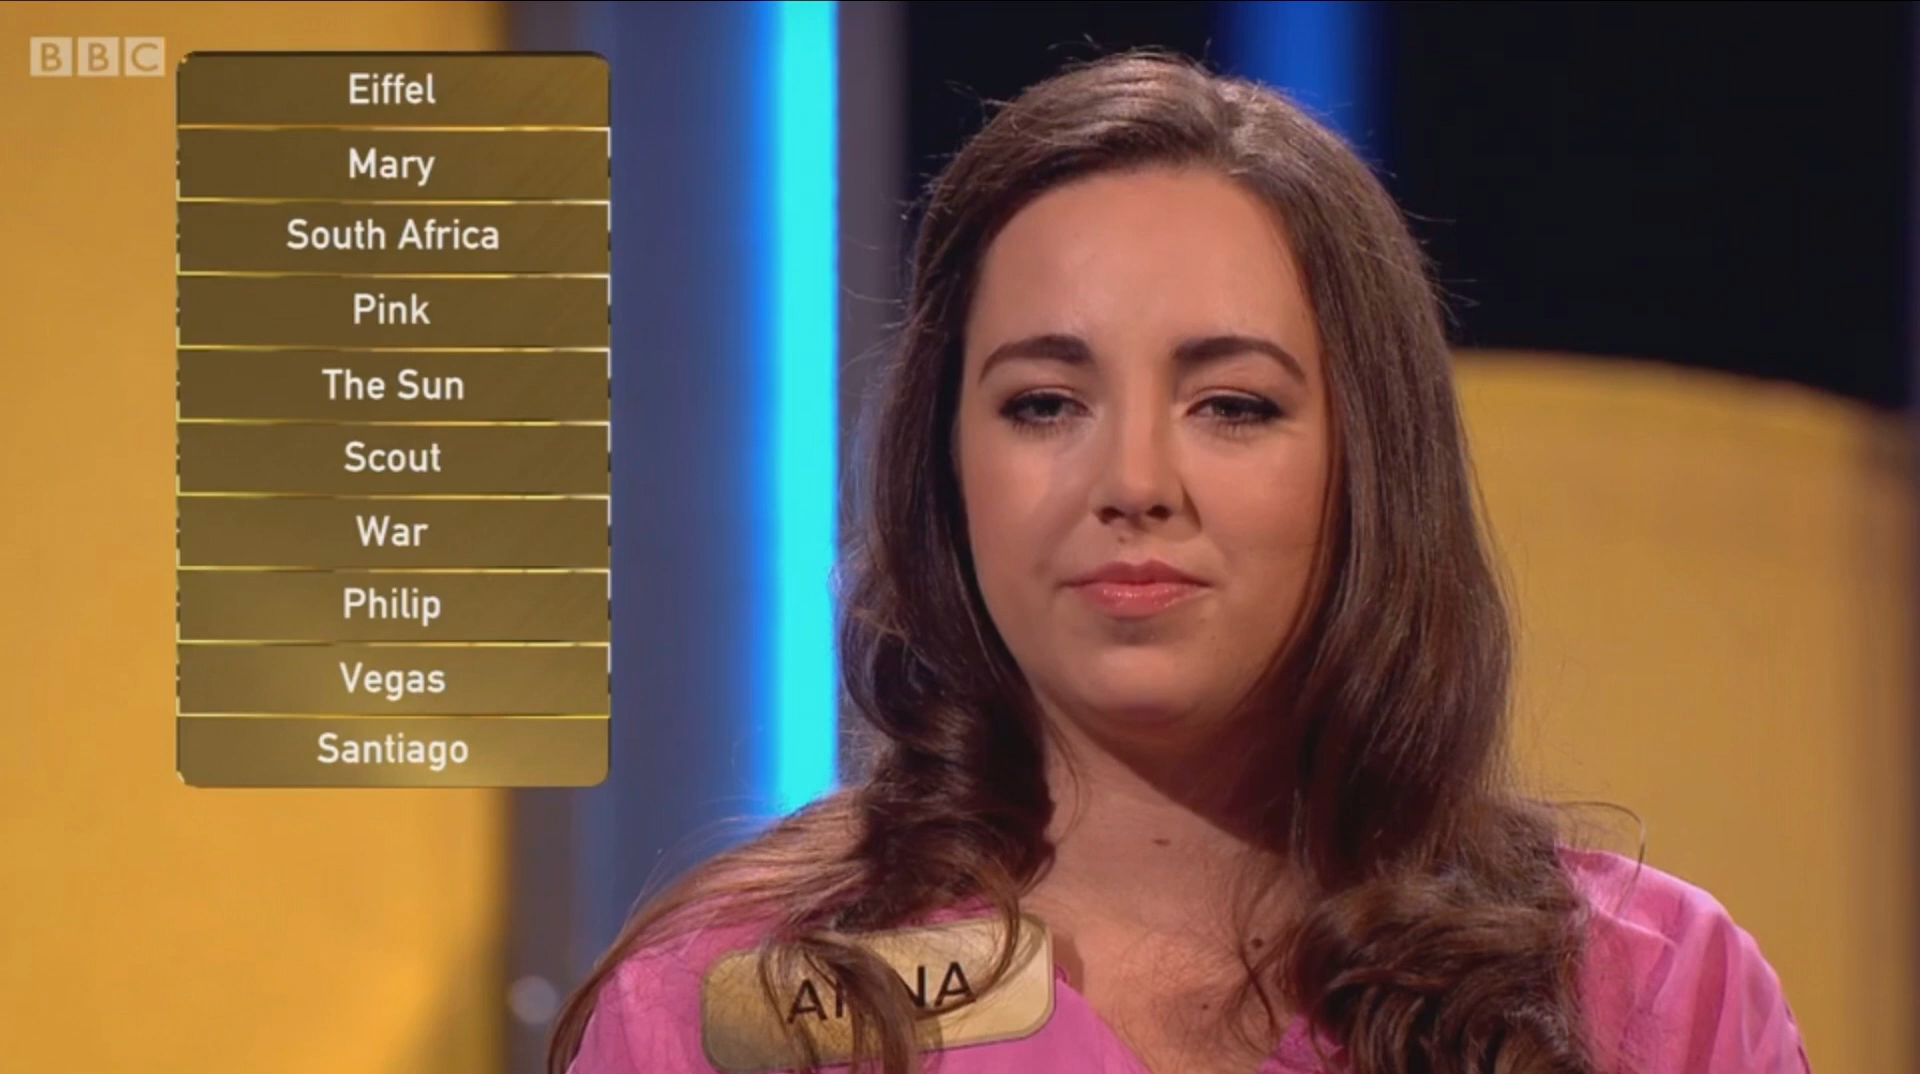 BBC
Eiffel
Mary
South Africa
Pink
The Sun
Scout
War
Philip
Vegas
Santiago